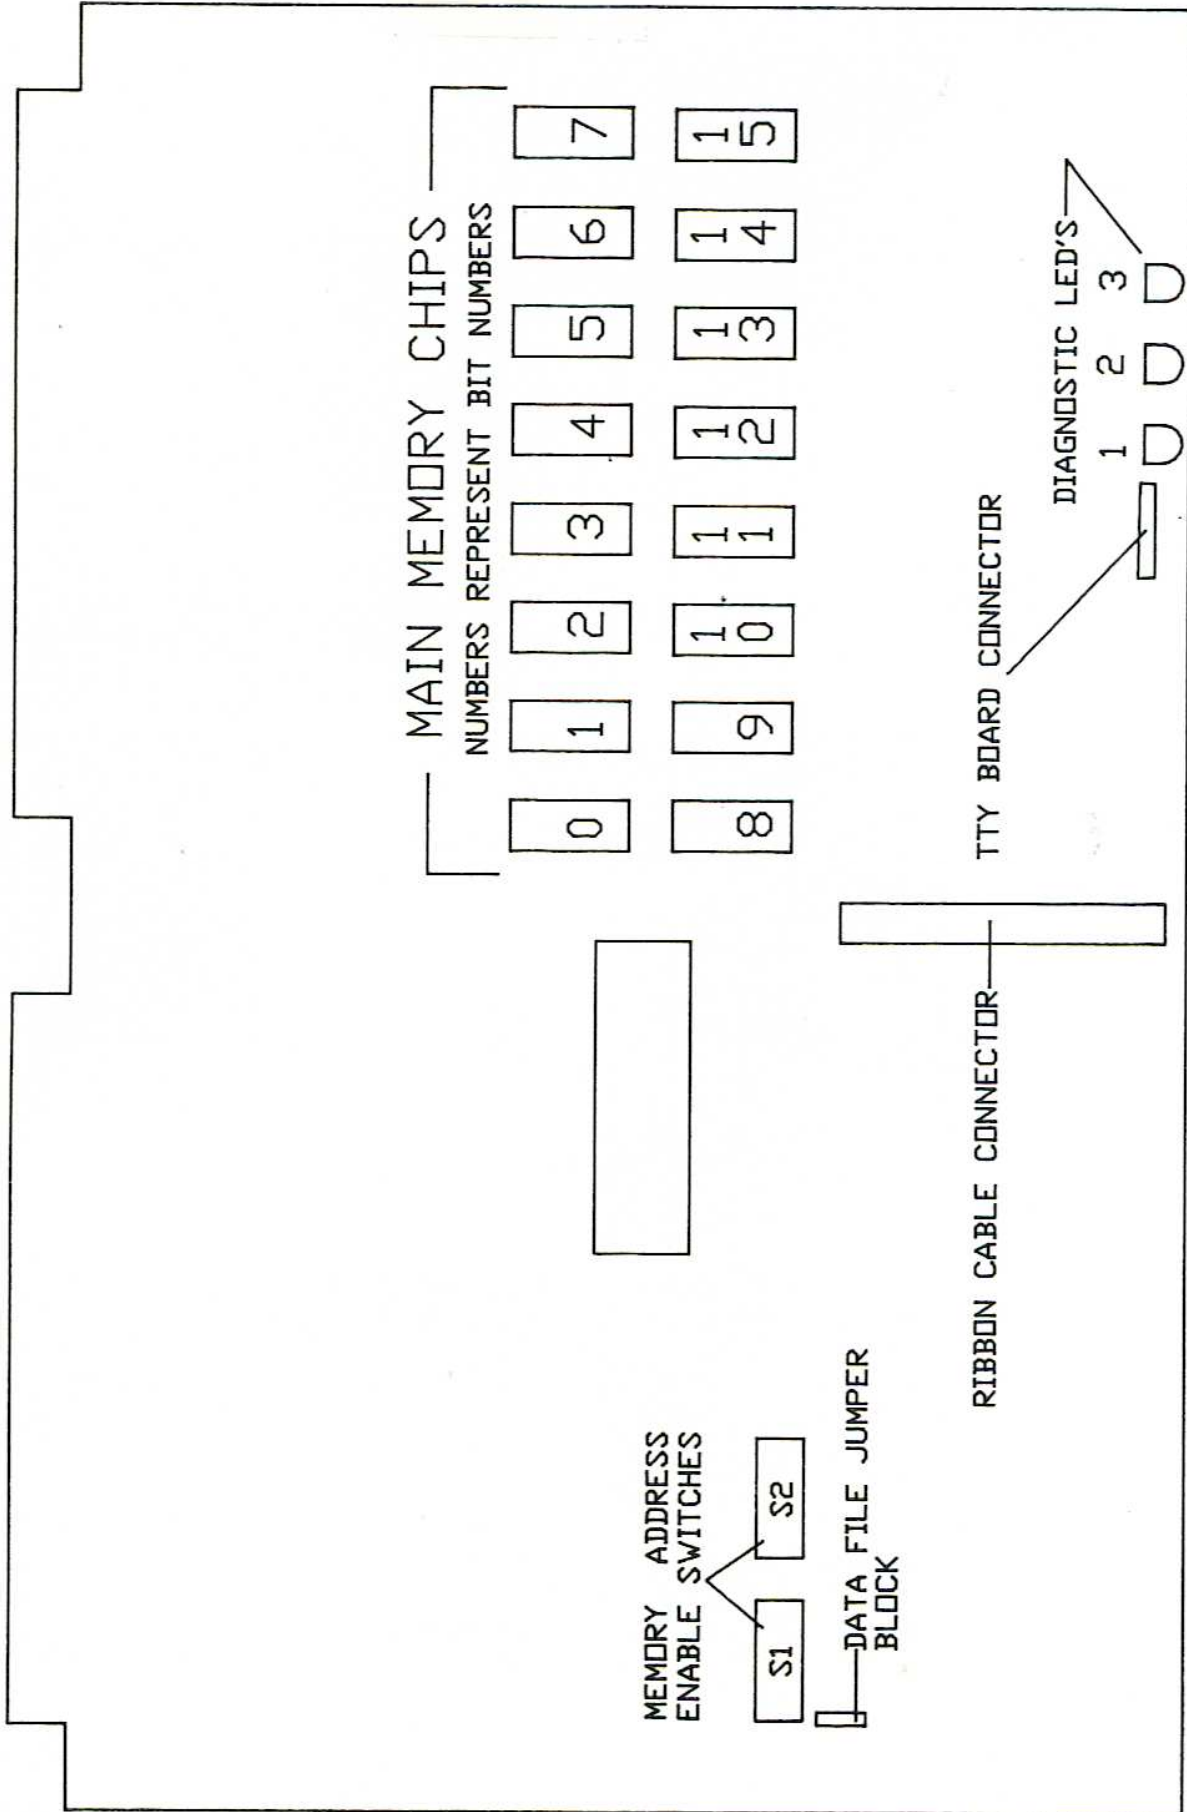 MAIN MEMORY CHIPS
NUMBERS REPRESENT BIT NUMBERS
0 1 2 3 4 5 6 7
8 9 10 11 12 13 14 15
MEMORY ADDRESS
ENABLE SWITCHES
S1 S2
DATA FILE JUMPER
BLOCK
RIBBON CABLE CONNECTOR
TTY BOARD CONNECTOR
DIAGNOSTIC LED'S
1 2 3